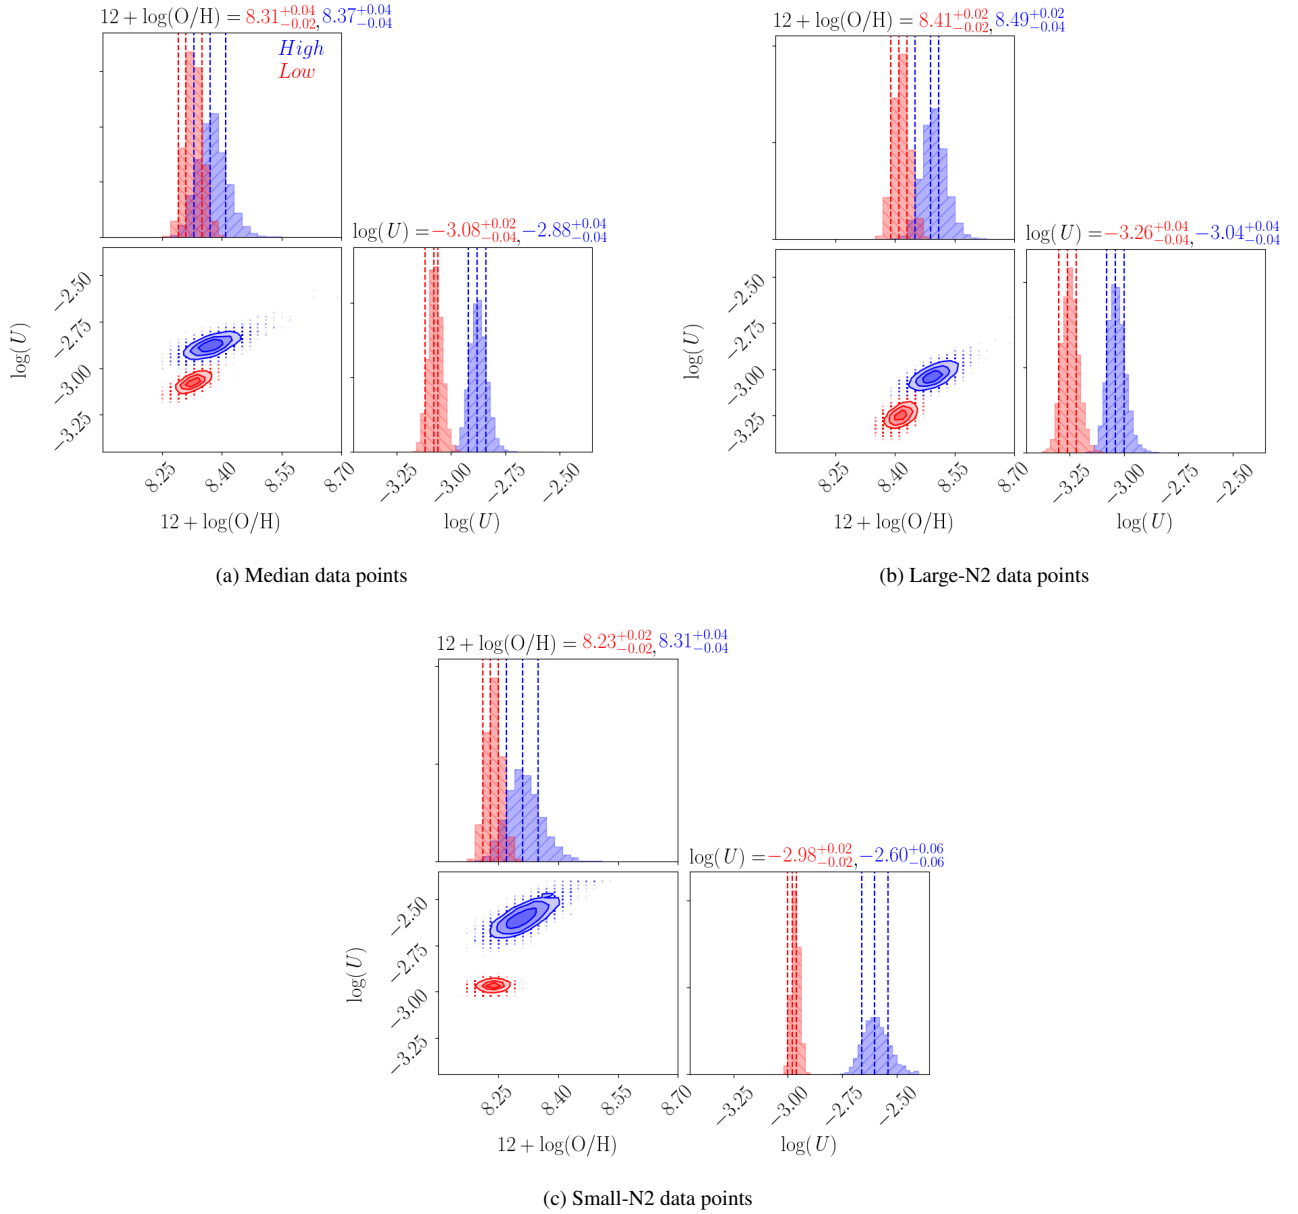 12 + log(O/H) = 8.31^{+0.04}_{−0.02}, 8.37^{+0.04}_{−0.04}
High
Low
log(U) = −3.08^{+0.02}_{−0.04}, −2.88^{+0.04}_{−0.04}
−2.50
−2.75
−3.00
−3.25
log(U)
8.25 8.40 8.55 8.70
12 + log(O/H)
−3.25 −3.00 −2.75 −2.50
log(U)
(a) Median data points
12 + log(O/H) = 8.41^{+0.02}_{−0.02}, 8.49^{+0.02}_{−0.04}
log(U) = −3.26^{+0.04}_{−0.04}, −3.04^{+0.04}_{−0.04}
−2.50
−2.75
−3.00
−3.25
log(U)
8.25 8.40 8.55 8.70
12 + log(O/H)
−3.25 −3.00 −2.75 −2.50
log(U)
(b) Large-N2 data points
12 + log(O/H) = 8.23^{+0.02}_{−0.02}, 8.31^{+0.04}_{−0.04}
log(U) = −2.98^{+0.02}_{−0.02}, −2.60^{+0.06}_{−0.06}
−2.50
−2.75
−3.00
−3.25
log(U)
8.25 8.40 8.55 8.70
12 + log(O/H)
−3.25 −3.00 −2.75 −2.50
log(U)
(c) Small-N2 data points